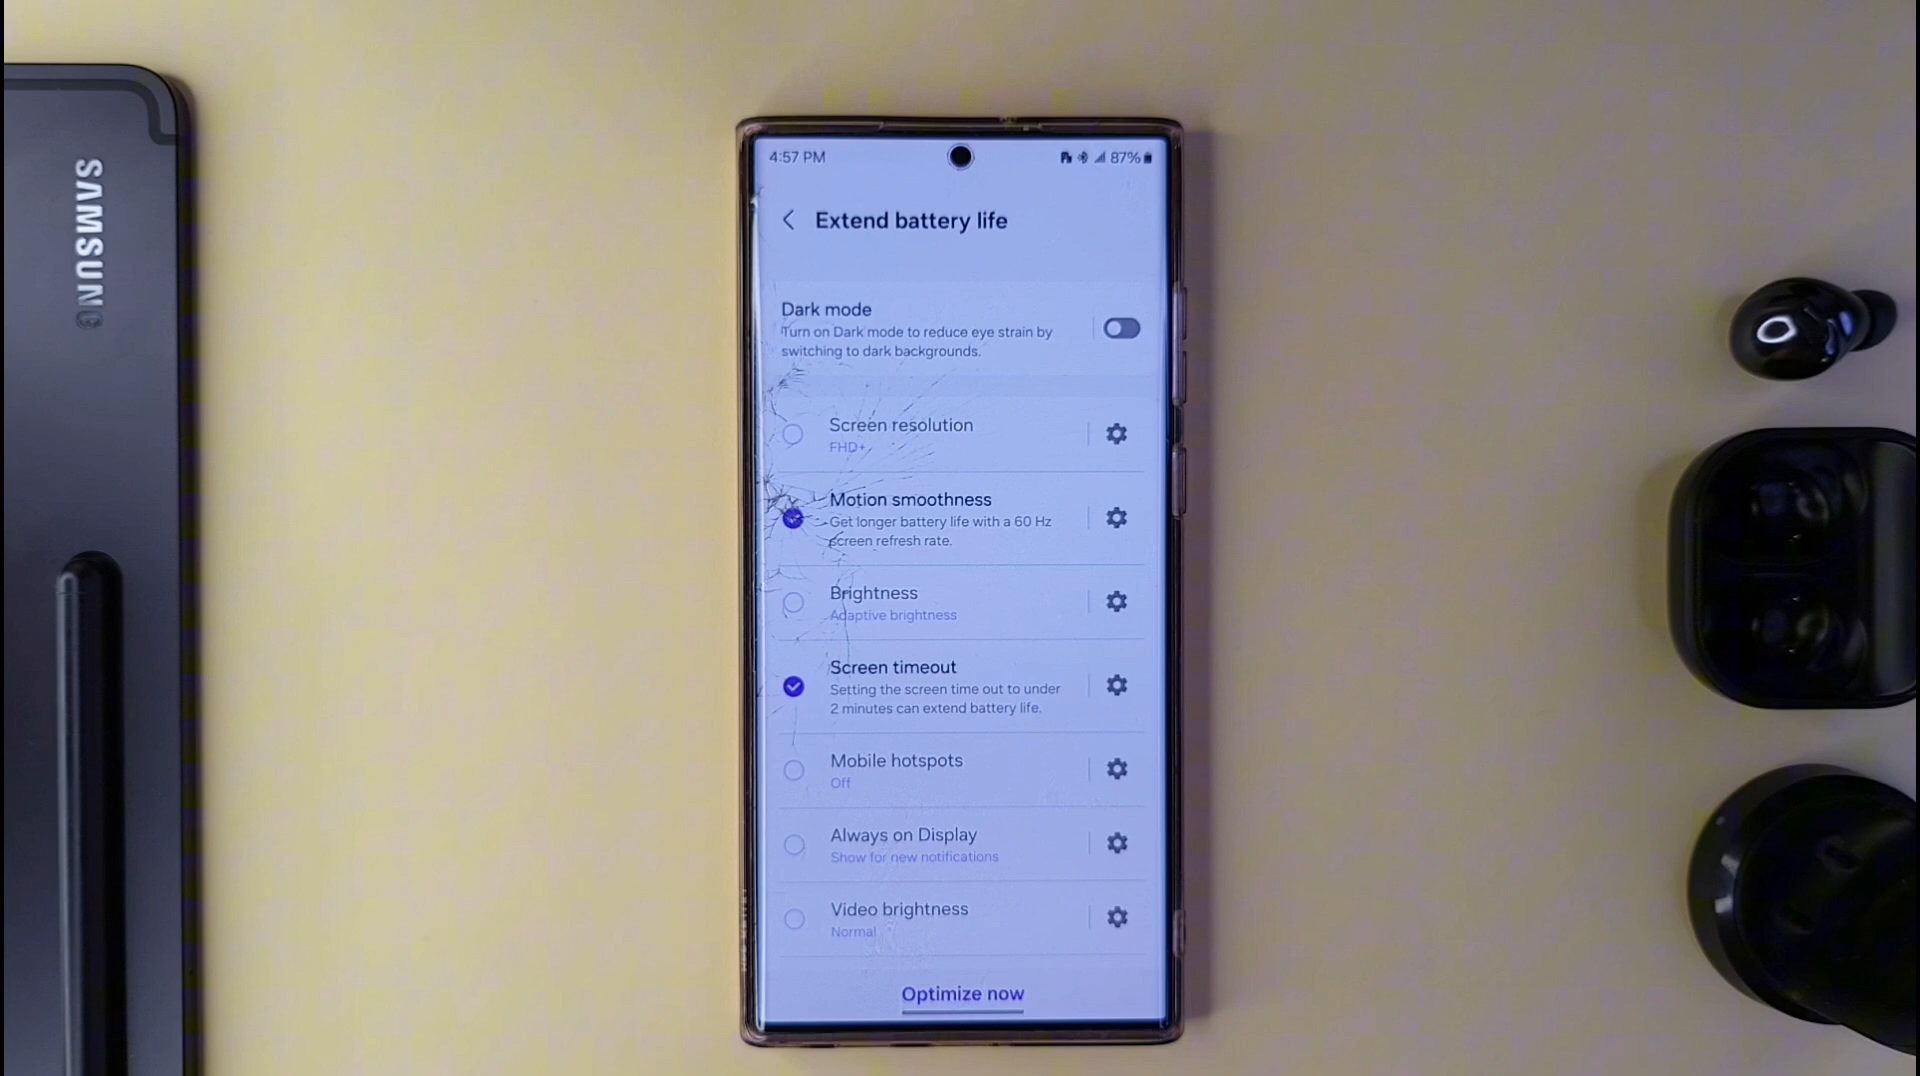 SAMSUNG
4:57 PM
87%
Extend battery life
Dark mode
Turn on Dark mode to reduce eye strain by
switching to dark backgrounds.
Screen resolution
FHD+
Motion smoothness
Get longer battery life with a 60 Hz
screen refresh rate.
Brightness
Adaptive brightness
Screen timeout
Setting the screen time out to under
2 minutes can extend battery life.
Mobile hotspots
Off
Always on Display
Show for new notifications
Video brightness
Normal
Optimize now